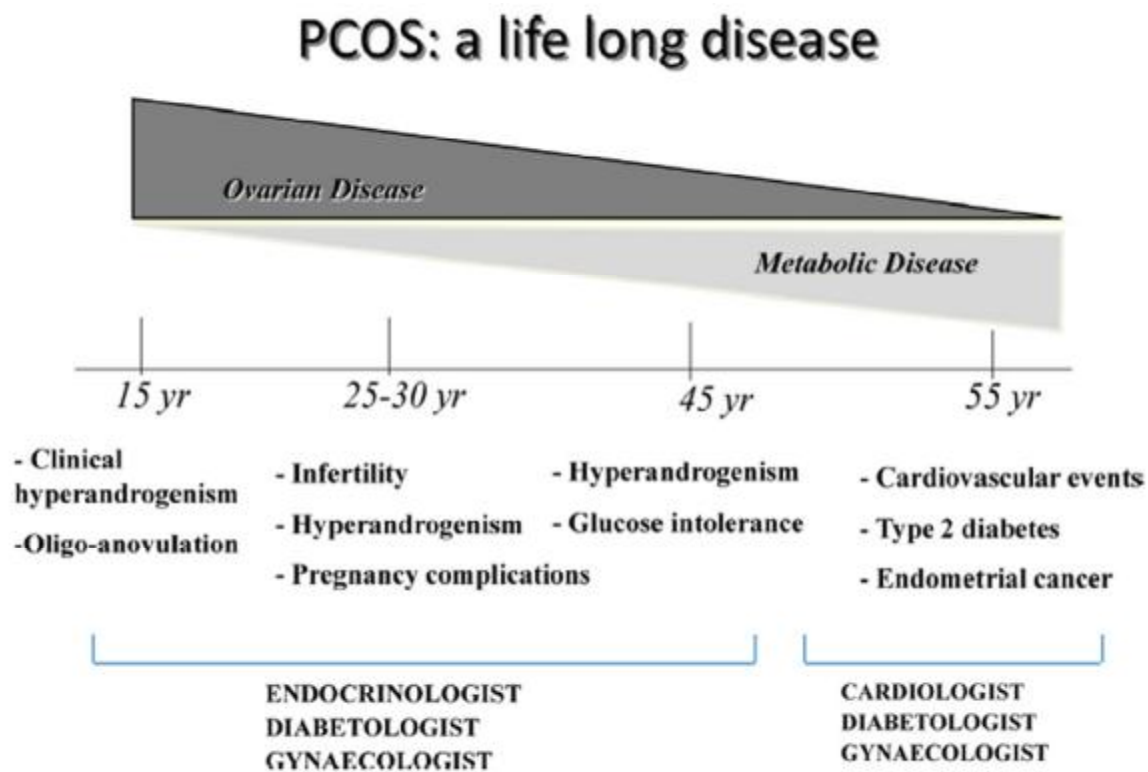 PCOS: a life long disease
Ovarian Disease
Metabolic Disease
15 yr
25-30 yr
45 yr
55 yr
- Clinical
hyperandrogenism
-Oligo-anovulation
- Infertility
- Hyperandrogenism
- Pregnancy complications
- Hyperandrogenism
- Glucose intolerance
- Cardiovascular events
- Type 2 diabetes
- Endometrial cancer
ENDOCRINOLOGIST
DIABETOLOGIST
GYNAECOLOGIST
CARDIOLOGIST
DIABETOLOGIST
GYNAECOLOGIST